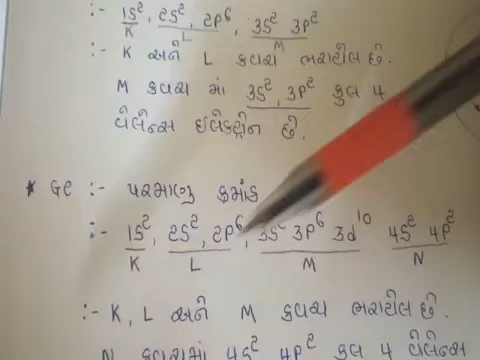 :- 1s², 2s², 2p⁶, 3s² 3p²
K L M
:- K અને L કવચ ભરાયેલ છે.
M કવચ માં 3s², 3p² કુલ 4
વેલેન્સ ઈલેક્ટ્રોન છે.
* Ge :- પરમાણુ ક્રમાંક
:- 1s², 2s², 2p⁶, 3s² 3p⁶ 3d¹⁰ 4s² 4p²
K L M N
:- K, L અને M કવચ ભરાયેલ છે.
N કવચમાં 4s² 4p² કુલ 4 વેલેન્સ